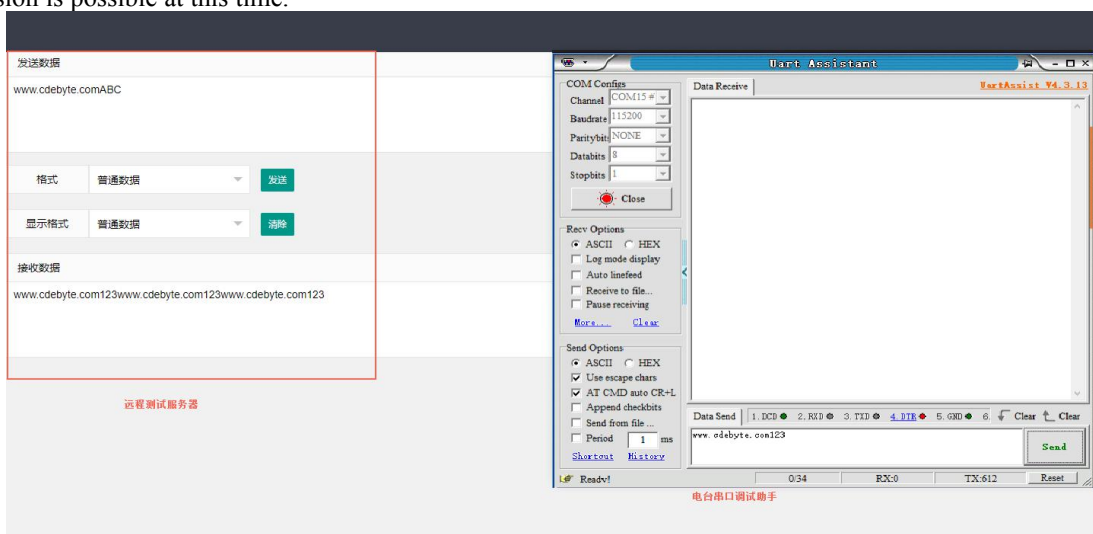 sion is possible at this time.
发送数据
www.cdebyte.comABC
格式 普通数据 发送
显示格式 普通数据 清除
接收数据
www.cdebyte.com123www.cdebyte.com123www.cdebyte.com123
远程测试服务器
Uart Assistant
COM Configs
Channel COM15 #
Baudrate 115200
Paritybits NONE
Databits 8
Stopbits 1
Close
Recv Options
ASCII HEX
Log mode display
Auto linefeed
Receive to file...
Pause receiving
More... Clear
Send Options
ASCII HEX
Use escape chars
AT CMD auto CR+L
Append checkbits
Send from file ...
Period 1 ms
Shortcut History
Data Receive UartAssist V4.3.13
Data Send 1. DCD 2. RXD 3. TXD 4. DTR 5. GND 6. Clear Clear
www.cdebyte.com123
Send
Ready! 0/34 RX:0 TX:612 Reset
电台串口调试助手